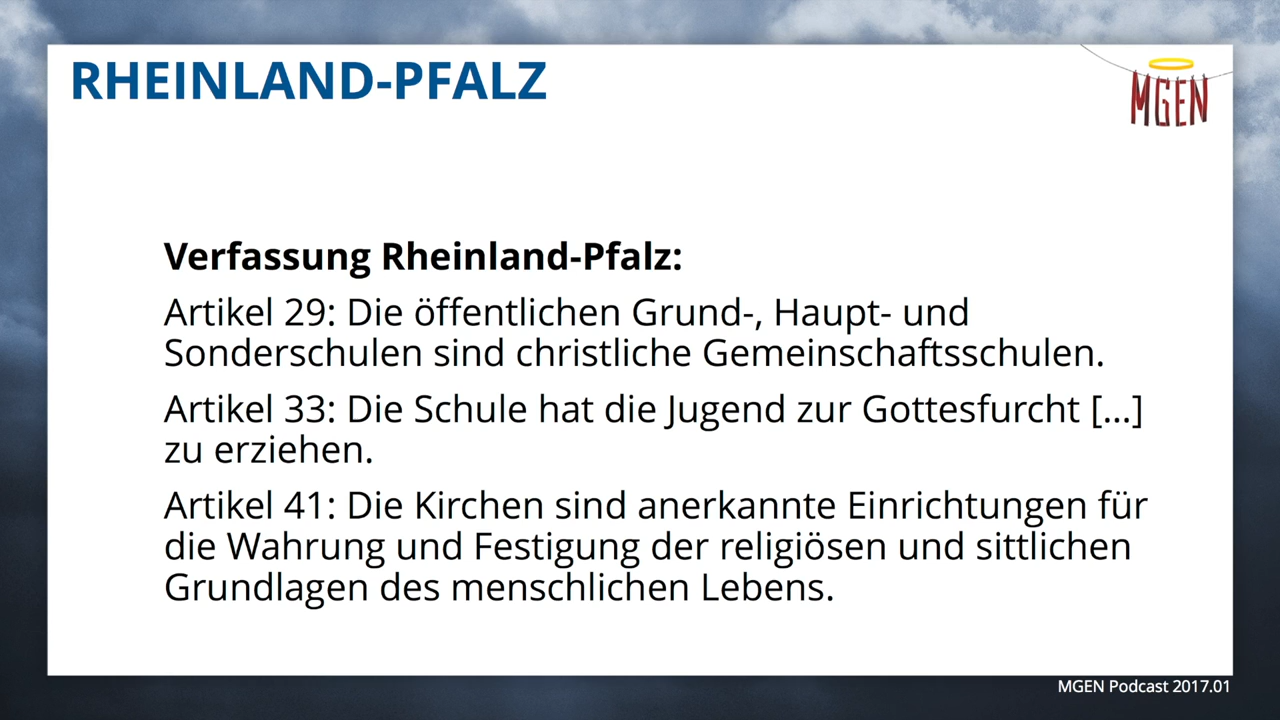 RHEINLAND-PFALZ
MGEN
Verfassung Rheinland-Pfalz:
Artikel 29: Die öffentlichen Grund-, Haupt- und
Sonderschulen sind christliche Gemeinschaftsschulen.
Artikel 33: Die Schule hat die Jugend zur Gottesfurcht [...]
zu erziehen.
Artikel 41: Die Kirchen sind anerkannte Einrichtungen für
die Wahrung und Festigung der religiösen und sittlichen
Grundlagen des menschlichen Lebens.
MGEN Podcast 2017.01